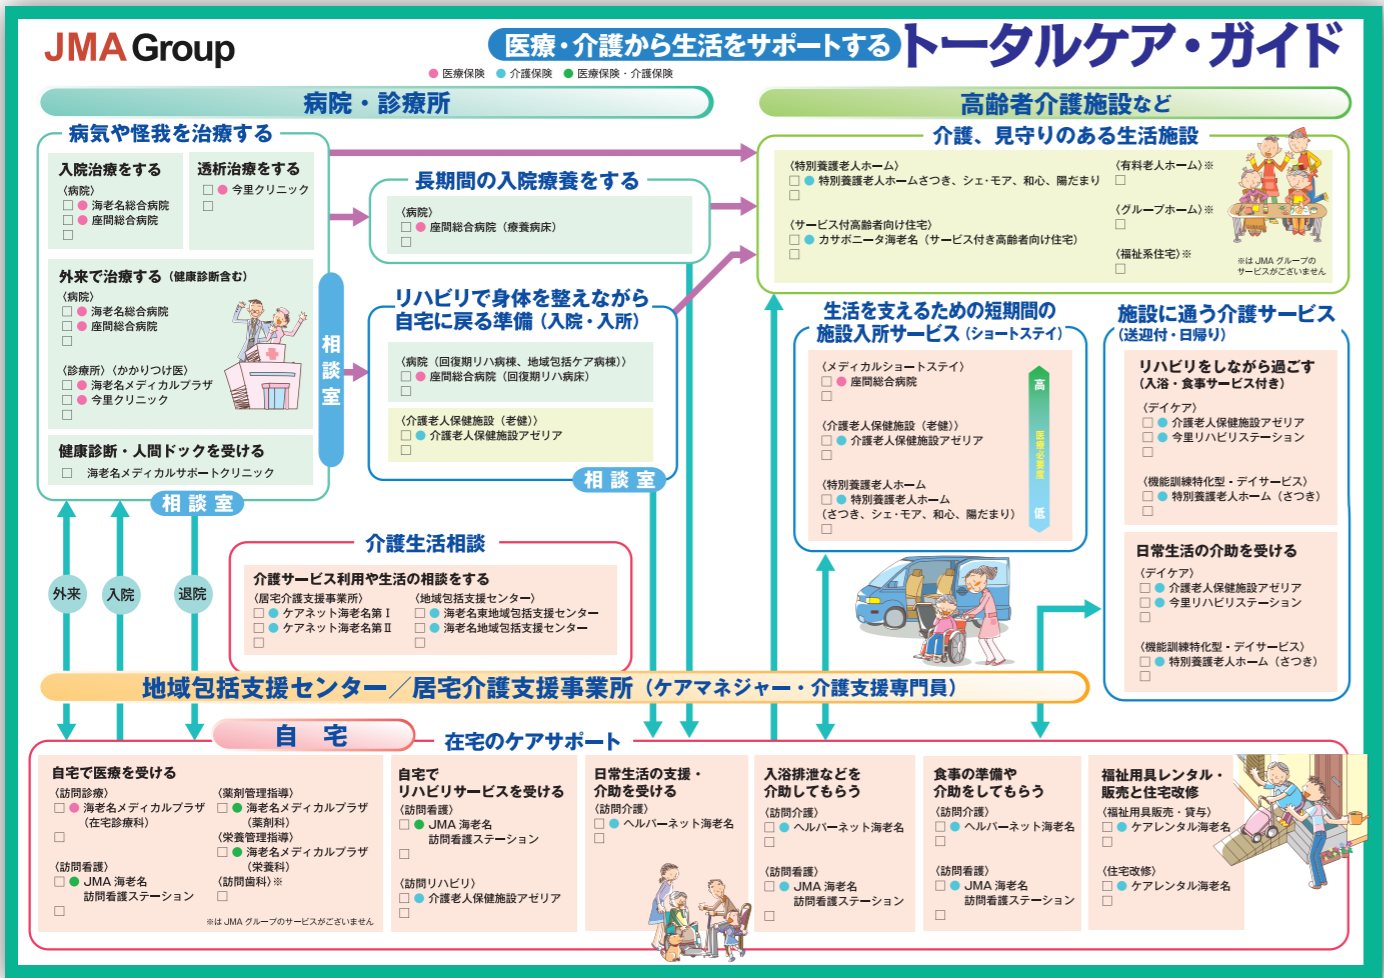 JMA Group
医療・介護から生活をサポートする
トータルケア・ガイド
● 医療保険 ● 介護保険 ● 医療保険・介護保険
病院・診療所
病気や怪我を治療する
入院治療をする
〈病院〉
□ ● 海老名総合病院
□ ● 座間総合病院
□
透析治療をする
□ ● 今里クリニック
□
外来で治療する（健康診断含む）
〈病院〉
□ ● 海老名総合病院
□ ● 座間総合病院
□
〈診療所〉〈かかりつけ医〉
□ ● 海老名メディカルプラザ
□ ● 今里クリニック
□
健康診断・人間ドックを受ける
□ 海老名メディカルサポートクリニック
相談室
相談室
長期間の入院療養をする
〈病院〉
□ ● 座間総合病院（療養病床）
□
リハビリで身体を整えながら
自宅に戻る準備（入院・入所）
〈病院（回復期リハ病棟、地域包括ケア病棟）〉
□ ● 座間総合病院（回復期リハ病床）
□
〈介護老人保健施設（老健）〉
□ ● 介護老人保健施設アゼリア
□
相談室
高齢者介護施設など
介護、見守りのある生活施設
〈特別養護老人ホーム〉
□ ● 特別養護老人ホームさつき、シェ・モア、和心、陽だまり
□
〈サービス付高齢者向け住宅〉
□ ● カサボニータ海老名（サービス付き高齢者向け住宅）
□
〈有料老人ホーム〉※
□
〈グループホーム〉※
□
〈福祉系住宅〉※
□
※は JMA グループの
サービスがございません
生活を支えるための短期間の
施設入所サービス（ショートステイ）
〈メディカルショートステイ〉
□ ● 座間総合病院
□
〈介護老人保健施設（老健）〉
□ ● 介護老人保健施設アゼリア
□
〈特別養護老人ホーム
□ ● 特別養護老人ホーム
（さつき、シェ・モア、和心、陽だまり）
□
高
医療必要度
低
施設に通う介護サービス
（送迎付・日帰り）
リハビリをしながら過ごす
（入浴・食事サービス付き）
〈デイケア〉
□ ● 介護老人保健施設アゼリア
□ ● 今里リハビリステーション
□
〈機能訓練特化型・デイサービス〉
□ ● 特別養護老人ホーム（さつき）
□
日常生活の介助を受ける
〈デイケア〉
□ ● 介護老人保健施設アゼリア
□ ● 今里リハビリステーション
□
〈機能訓練特化型・デイサービス〉
□ ● 特別養護老人ホーム（さつき）
□
外来
入院
退院
介護生活相談
介護サービス利用や生活の相談をする
〈居宅介護支援事業所〉
□ ● ケアネット海老名第Ⅰ
□ ● ケアネット海老名第Ⅱ
□
〈地域包括支援センター〉
□ ● 海老名東地域包括支援センター
□ ● 海老名地域包括支援センター
□
地域包括支援センター／居宅介護支援事業所（ケアマネジャー・介護支援専門員）
自 宅
在宅のケアサポート
自宅で医療を受ける
〈訪問診療〉
□ ● 海老名メディカルプラザ
（在宅診療科）
□
〈訪問看護〉
□ ● JMA 海老名
訪問看護ステーション
□
〈薬剤管理指導〉
□ ● 海老名メディカルプラザ
（薬剤科）
〈栄養管理指導〉
□ ● 海老名メディカルプラザ
（栄養科）
〈訪問歯科〉※
□
※は JMA グループのサービスがございません
自宅で
リハビリサービスを受ける
〈訪問看護〉
□ ● JMA 海老名
訪問看護ステーション
□
〈訪問リハビリ〉
□ ● 介護老人保健施設アゼリア
□
日常生活の支援・
介助を受ける
〈訪問介護〉
□ ● ヘルパーネット海老名
□
入浴排泄などを
介助してもらう
〈訪問介護〉
□ ● ヘルパーネット海老名
□
〈訪問看護〉
□ ● JMA 海老名
訪問看護ステーション
□
食事の準備や
介助をしてもらう
〈訪問介護〉
□ ● ヘルパーネット海老名
□
〈訪問看護〉
□ ● JMA 海老名
訪問看護ステーション
□
福祉用具レンタル・
販売と住宅改修
〈福祉用具販売・貸与〉
□ ● ケアレンタル海老名
□
〈住宅改修〉
□ ● ケアレンタル海老名
□